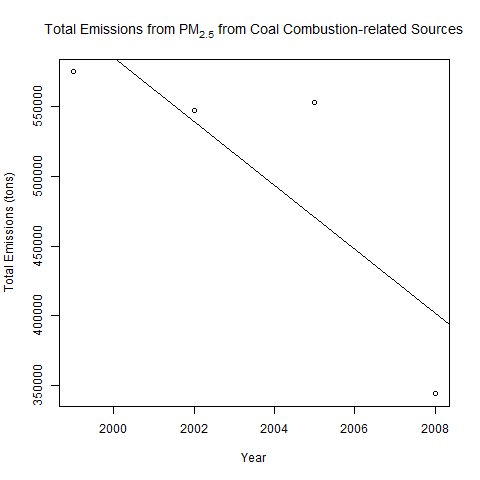 Total Emissions from PM2.5 from Coal Combustion-related Sources
Total Emissions (tons)
550000
500000
450000
400000
350000
2000 2002 2004 2006 2008
Year